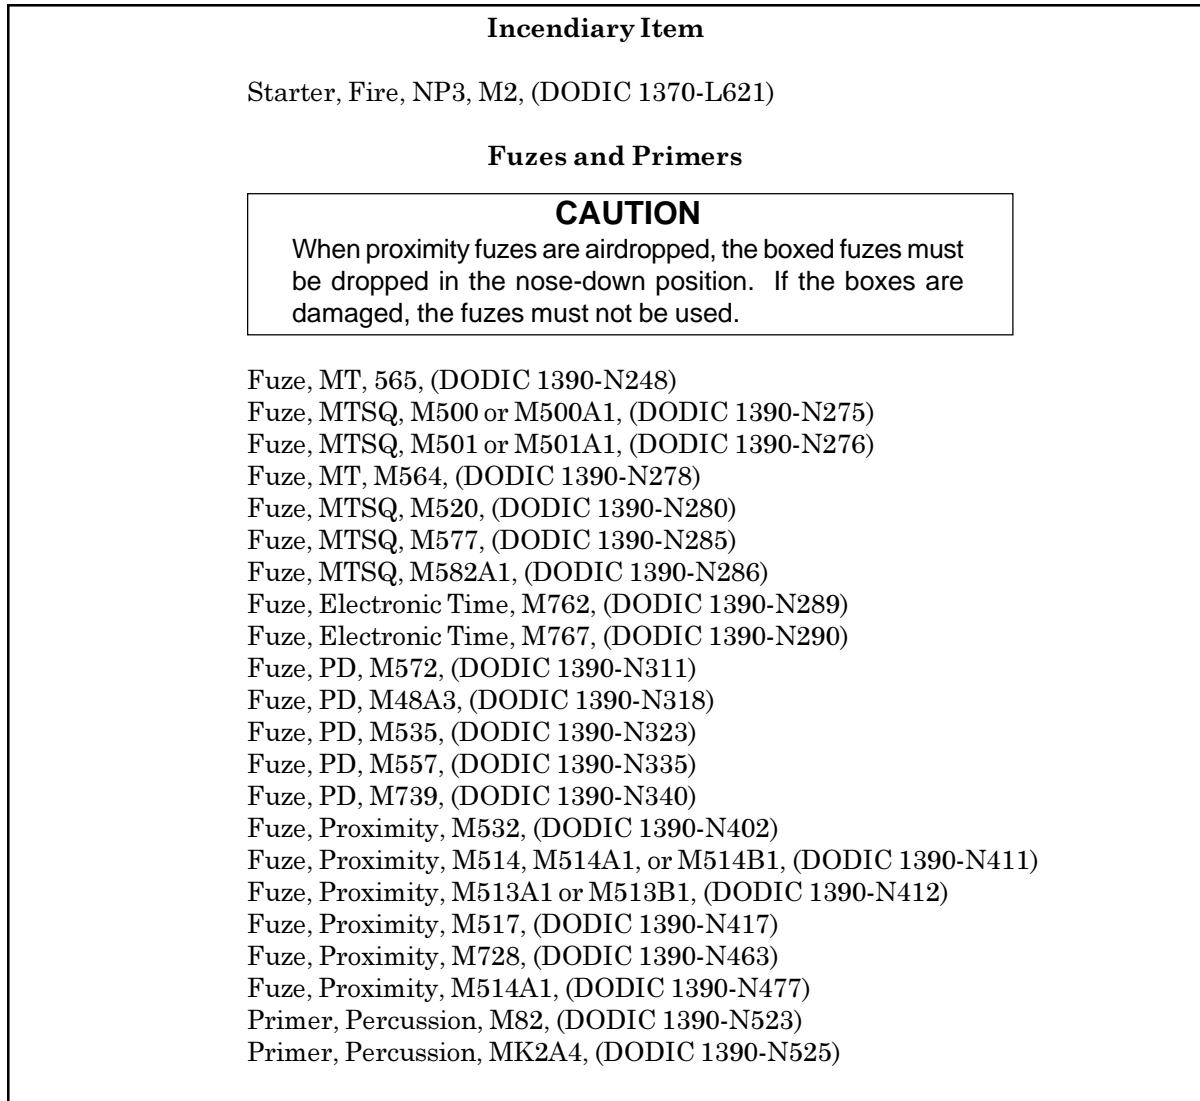 Incendiary Item
Starter, Fire, NP3, M2, (DODIC 1370-L621)
Fuzes and Primers
CAUTION
When proximity fuzes are airdropped, the boxed fuzes must
be dropped in the nose-down position. If the boxes are
damaged, the fuzes must not be used.
Fuze, MT, 565, (DODIC 1390-N248)
Fuze, MTSQ, M500 or M500A1, (DODIC 1390-N275)
Fuze, MTSQ, M501 or M501A1, (DODIC 1390-N276)
Fuze, MT, M564, (DODIC 1390-N278)
Fuze, MTSQ, M520, (DODIC 1390-N280)
Fuze, MTSQ, M577, (DODIC 1390-N285)
Fuze, MTSQ, M582A1, (DODIC 1390-N286)
Fuze, Electronic Time, M762, (DODIC 1390-N289)
Fuze, Electronic Time, M767, (DODIC 1390-N290)
Fuze, PD, M572, (DODIC 1390-N311)
Fuze, PD, M48A3, (DODIC 1390-N318)
Fuze, PD, M535, (DODIC 1390-N323)
Fuze, PD, M557, (DODIC 1390-N335)
Fuze, PD, M739, (DODIC 1390-N340)
Fuze, Proximity, M532, (DODIC 1390-N402)
Fuze, Proximity, M514, M514A1, or M514B1, (DODIC 1390-N411)
Fuze, Proximity, M513A1 or M513B1, (DODIC 1390-N412)
Fuze, Proximity, M517, (DODIC 1390-N417)
Fuze, Proximity, M728, (DODIC 1390-N463)
Fuze, Proximity, M514A1, (DODIC 1390-N477)
Primer, Percussion, M82, (DODIC 1390-N523)
Primer, Percussion, MK2A4, (DODIC 1390-N525)